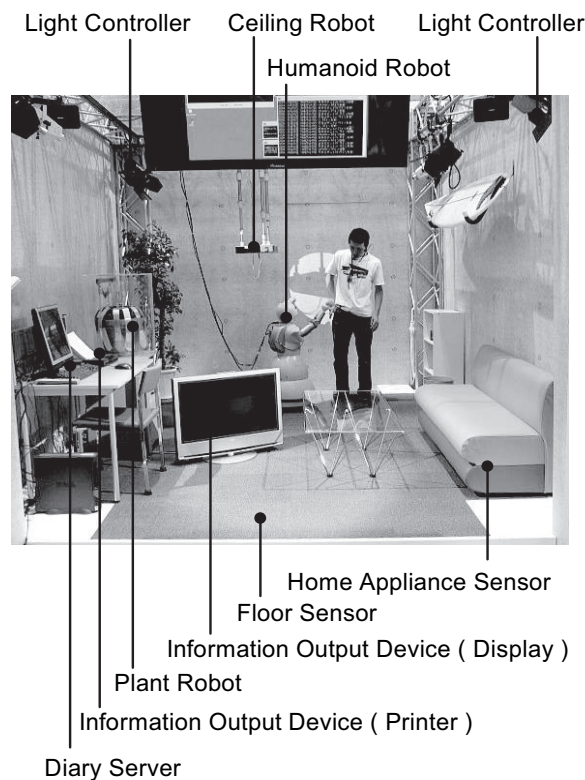 Light Controller
Ceiling Robot
Light Controller
Humanoid Robot
Home Appliance Sensor
Floor Sensor
Information Output Device ( Display )
Plant Robot
Information Output Device ( Printer )
Diary Server